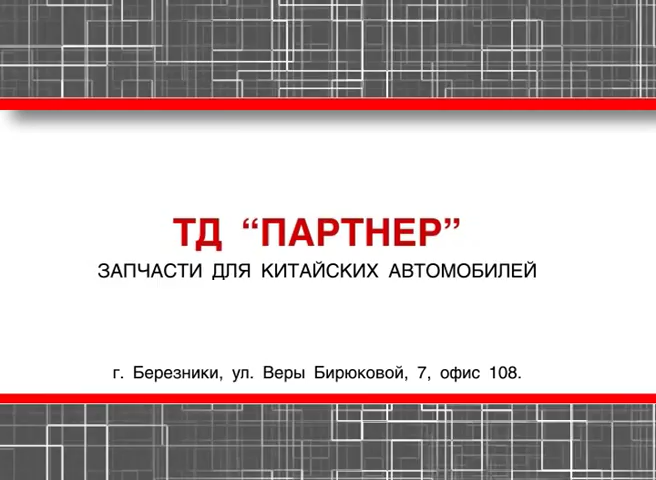 ТД “ПАРТНЕР”
ЗАПЧАСТИ ДЛЯ КИТАЙСКИХ АВТОМОБИЛЕЙ
г. Березники, ул. Веры Бирюковой, 7, офис 108.